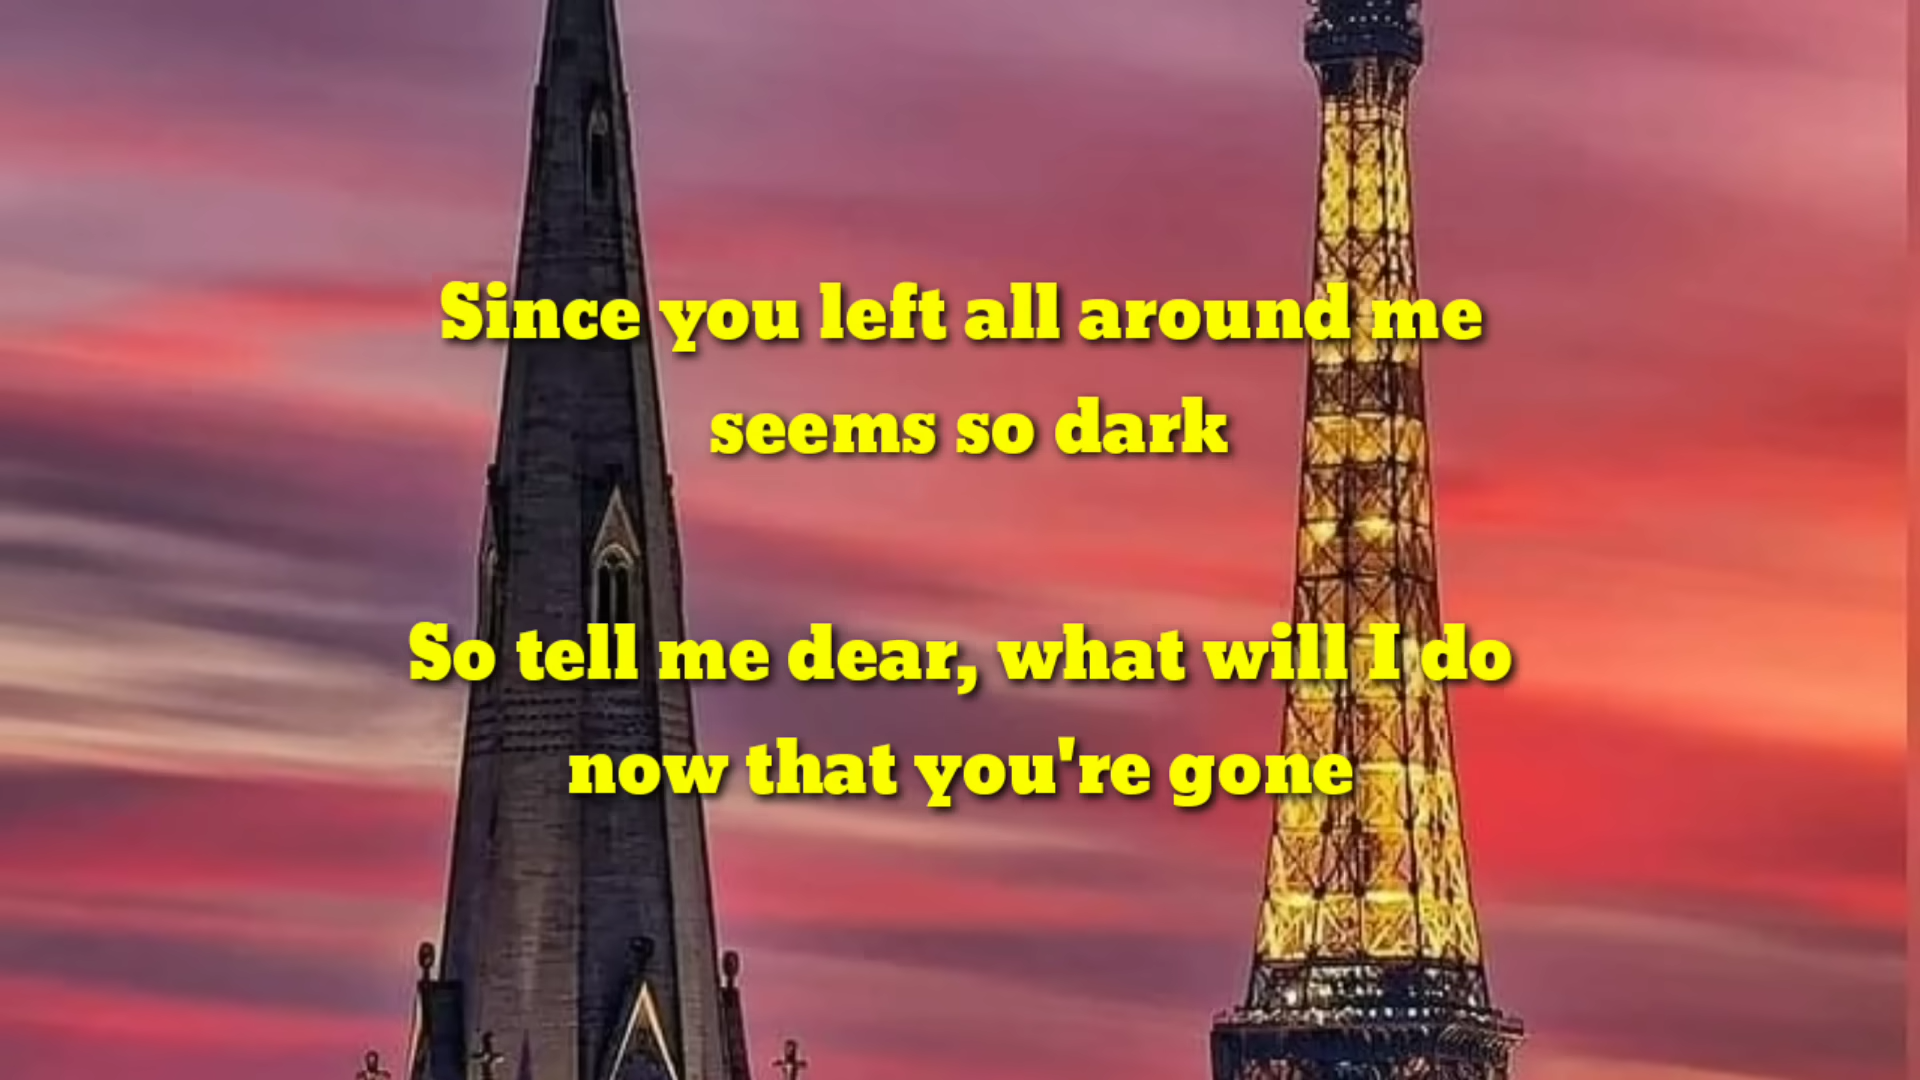 Since you left all around me
seems so dark
So tell me dear, what will I do
now that you're gone